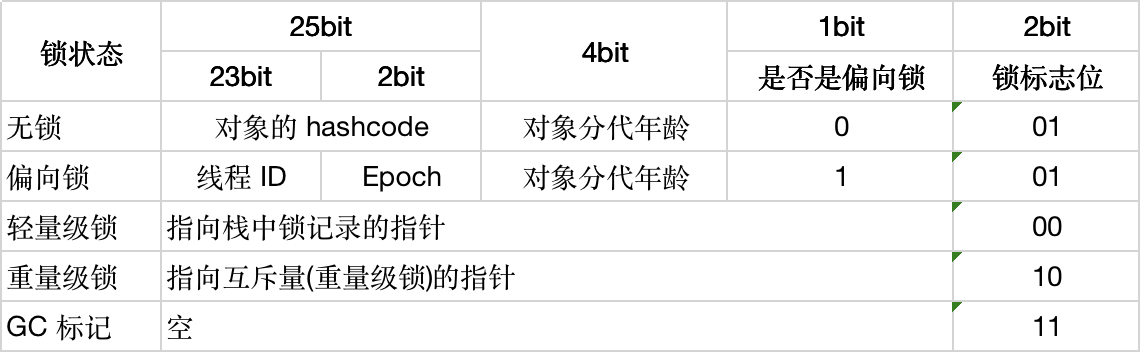 锁状态 25bit 4bit 1bit 2bit
23bit 2bit 是否是偏向锁 锁标志位
无锁 对象的 hashcode 对象分代年龄 0 01
偏向锁 线程 ID Epoch 对象分代年龄 1 01
轻量级锁 指向栈中锁记录的指针 00
重量级锁 指向互斥量(重量级锁)的指针 10
GC 标记 空 11